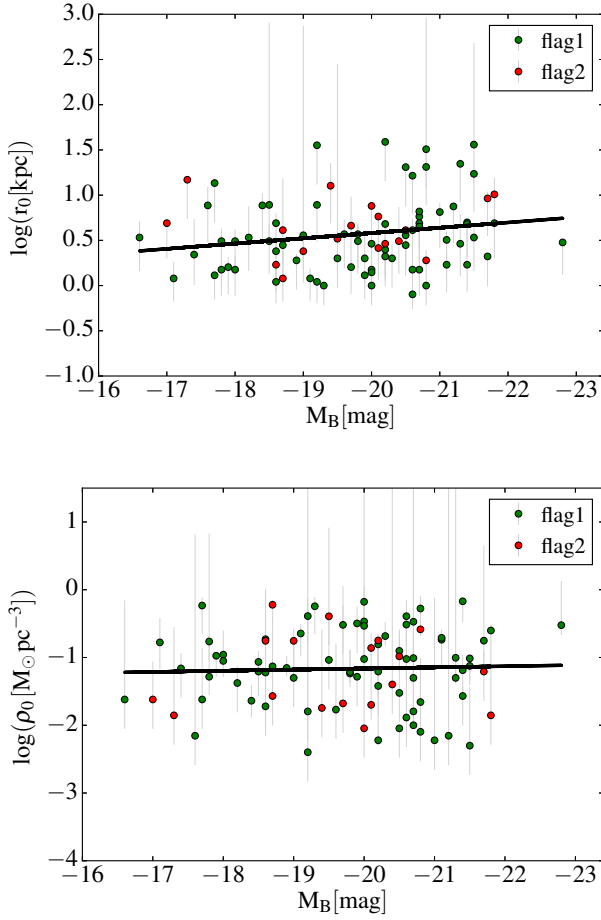 3.0
2.5
2.0
1.5
1.0
0.5
0.0
−0.5
−1.0
log(r₀[kpc])
flag1
flag2
−16 −17 −18 −19 −20 −21 −22 −23
M_B[mag]
1
0
−1
−2
−3
−4
log(ρ₀[M⊙pc⁻³])
flag1
flag2
−16 −17 −18 −19 −20 −21 −22 −23
M_B[mag]